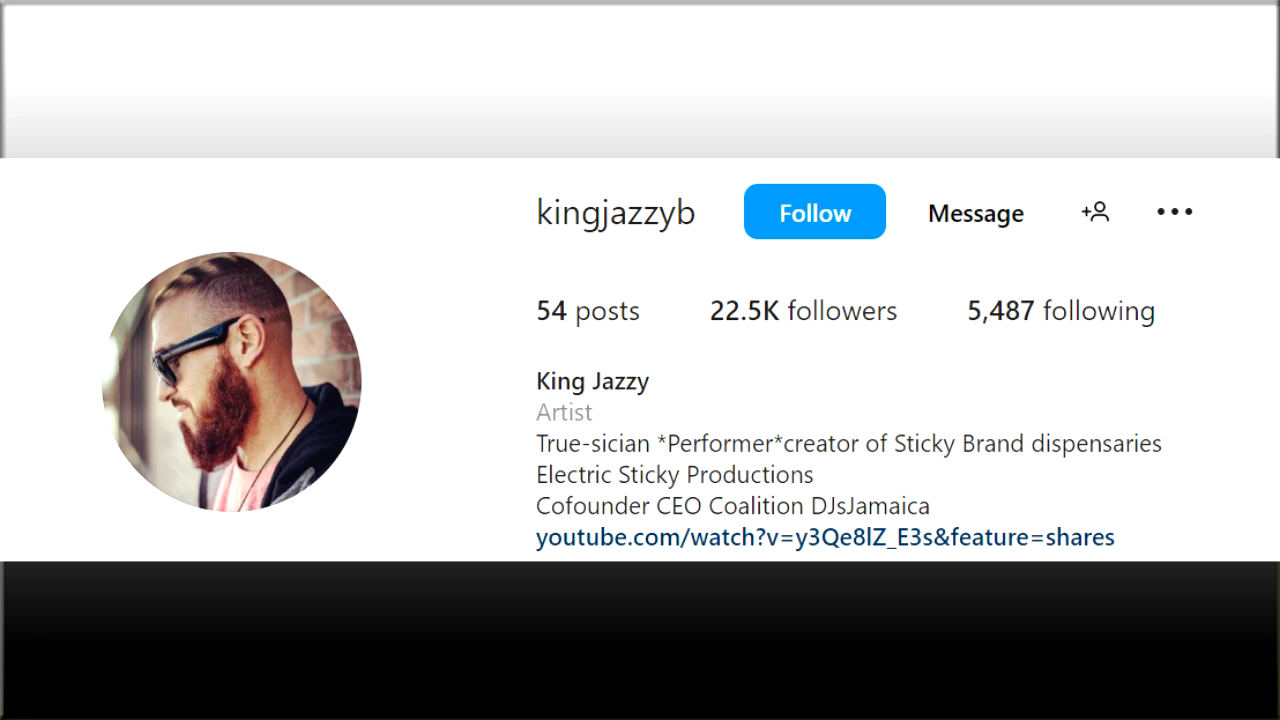 kingjazzyb Follow Message
54 posts 22.5K followers 5,487 following
King Jazzy
Artist
True-sician *Performer*creator of Sticky Brand dispensaries
Electric Sticky Productions
Cofounder CEO Coalition DJsJamaica
youtube.com/watch?v=y3Qe8lZ_E3s&feature=shares